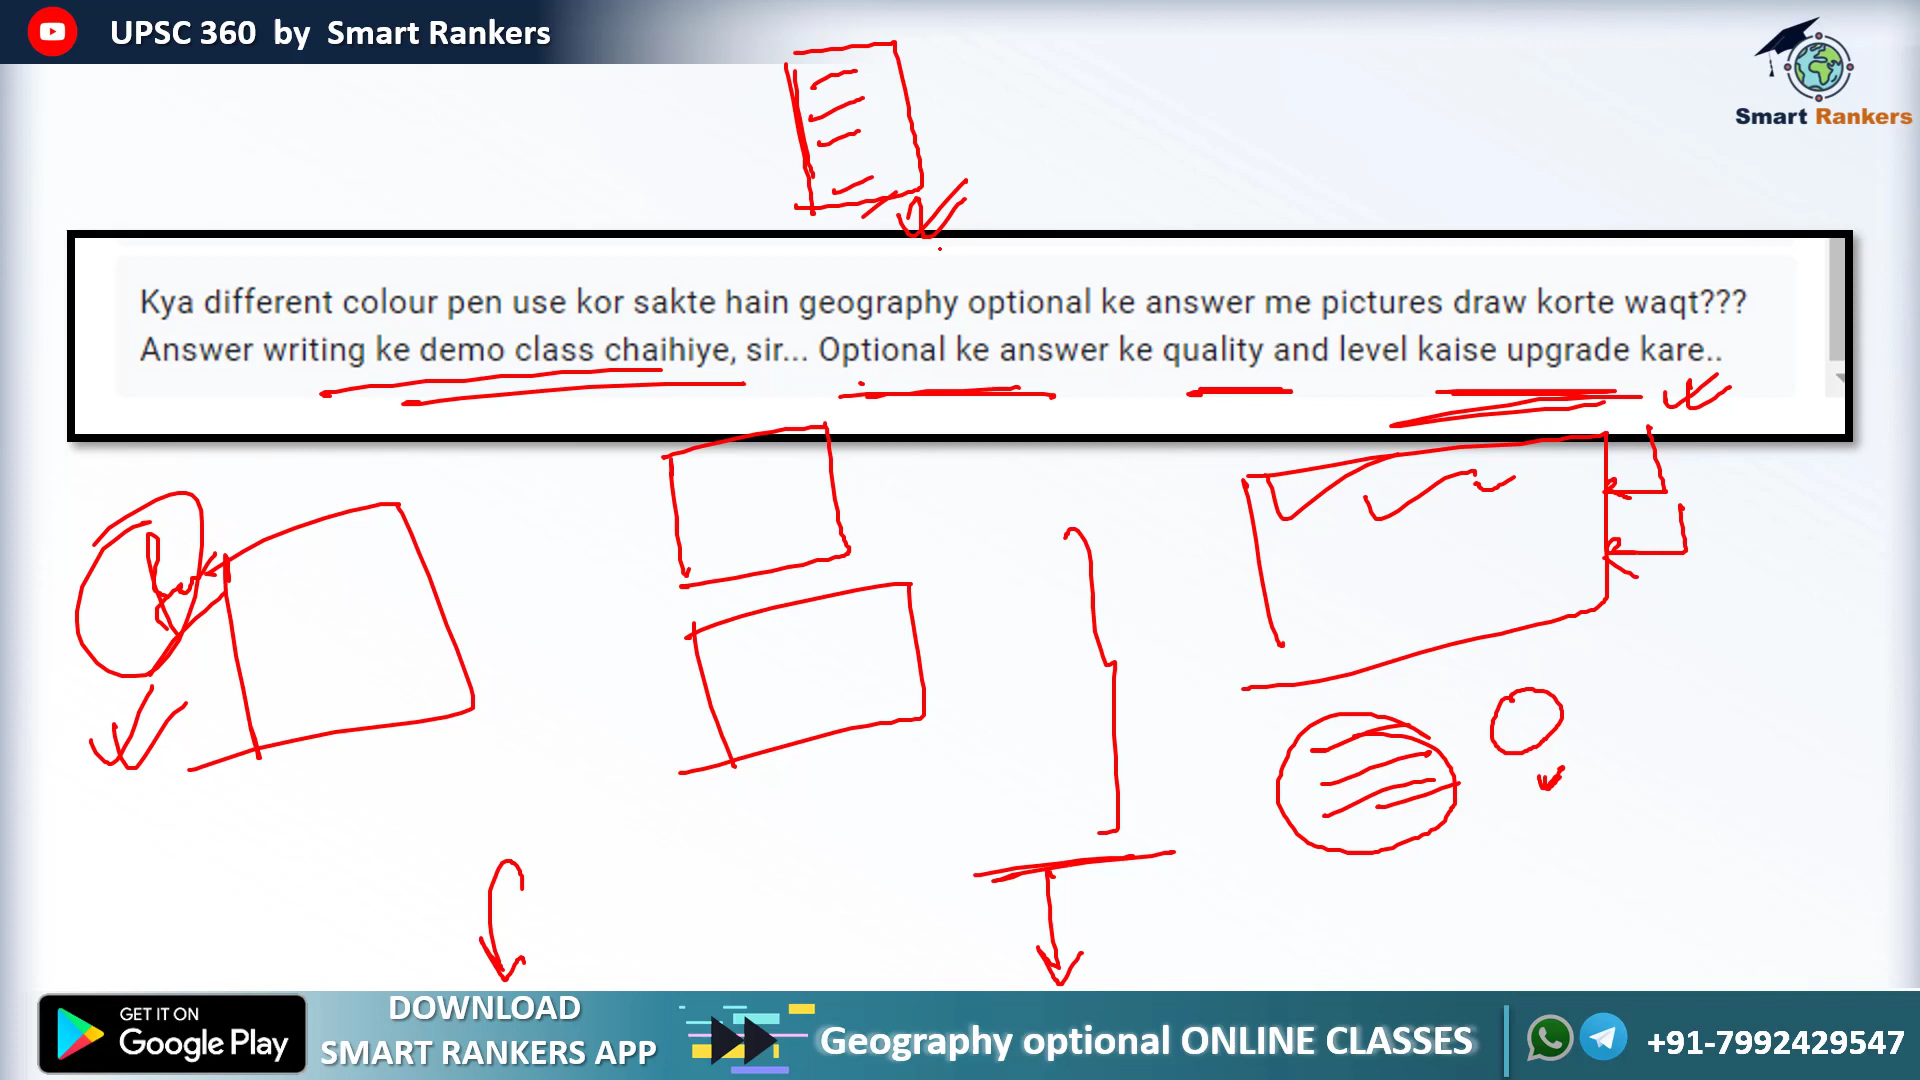 UPSC 360 by Smart Rankers
Smart Rankers
Kya different colour pen use kor sakte hain geography optional ke answer me pictures draw korte waqt???
Answer writing ke demo class chaihiye, sir... Optional ke answer ke quality and level kaise upgrade kare..
GET IT ON
Google Play
DOWNLOAD
SMART RANKERS APP
Geography optional ONLINE CLASSES
+91-7992429547